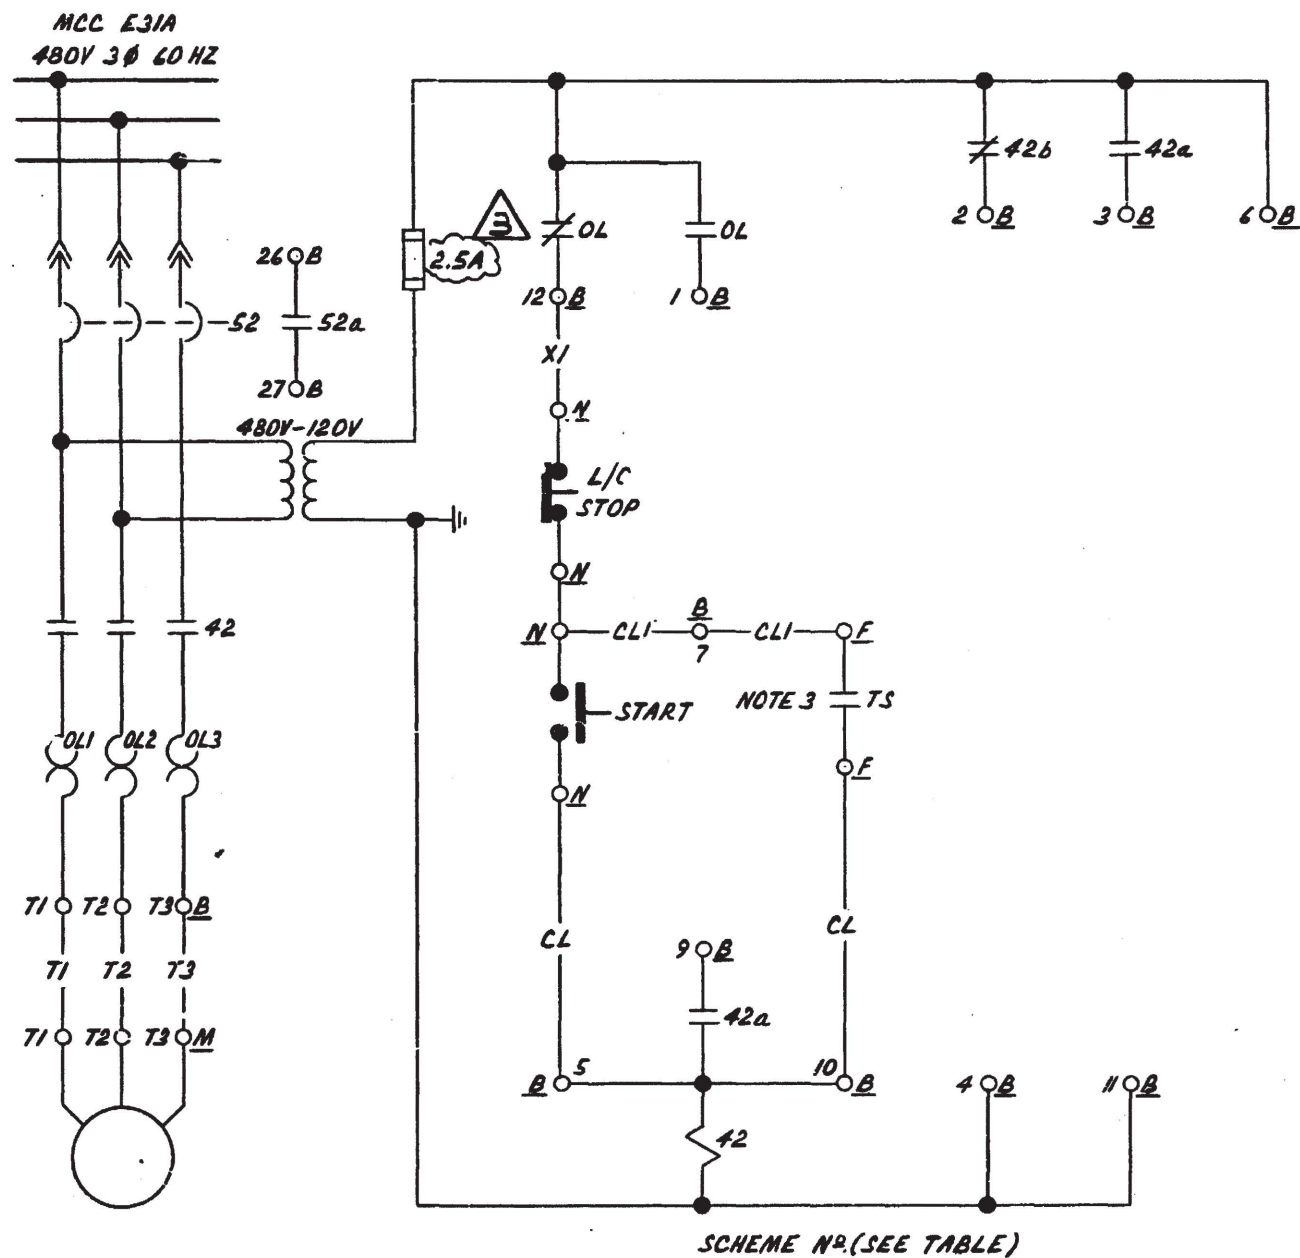 MCC E31A
480V 3Ø 60 HZ
26 B
52
52a
27 B
480V-120V
2.5A
3
OL
OL
12 B
1 B
42b
42a
2 B
3 B
6 B
X1
N
L/C
STOP
N
N
CL1
B
7
CL1
F
START
NOTE 3
TS
N
F
42
OL1
OL2
OL3
T1
T2
T3
B
T1
T2
T3
T1
T2
T3
M
CL
CL
9 B
42a
B
5
10
B
4 B
11 B
42
SCHEME Nº.(SEE TABLE)